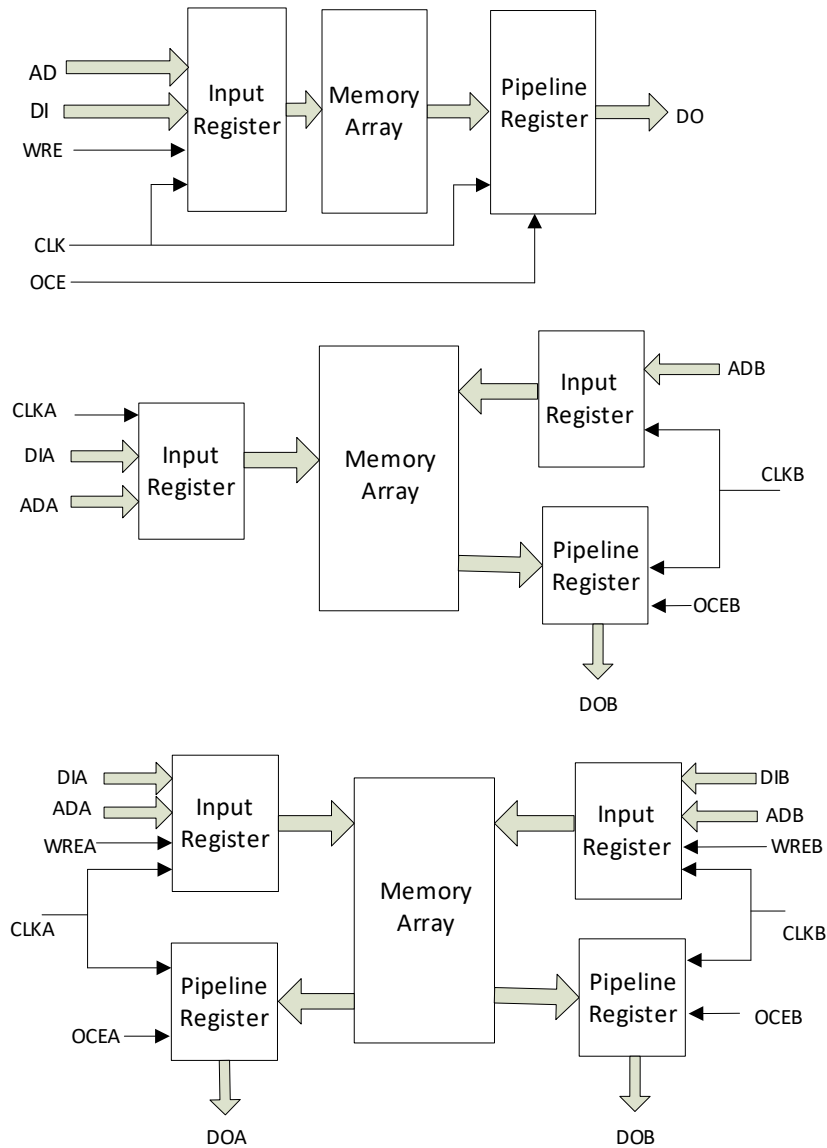 AD
DI
WRE
CLK
OCE
Input
Register
Memory
Array
Pipeline
Register
DO
CLKA
DIA
ADA
Input
Register
Memory
Array
Input
Register
ADB
CLKB
Pipeline
Register
OCEB
DOB
DIA
ADA
WREA
CLKA
Input
Register
Pipeline
Register
OCEA
DOA
Memory
Array
Input
Register
DIB
ADB
WREB
CLKB
Pipeline
Register
OCEB
DOB